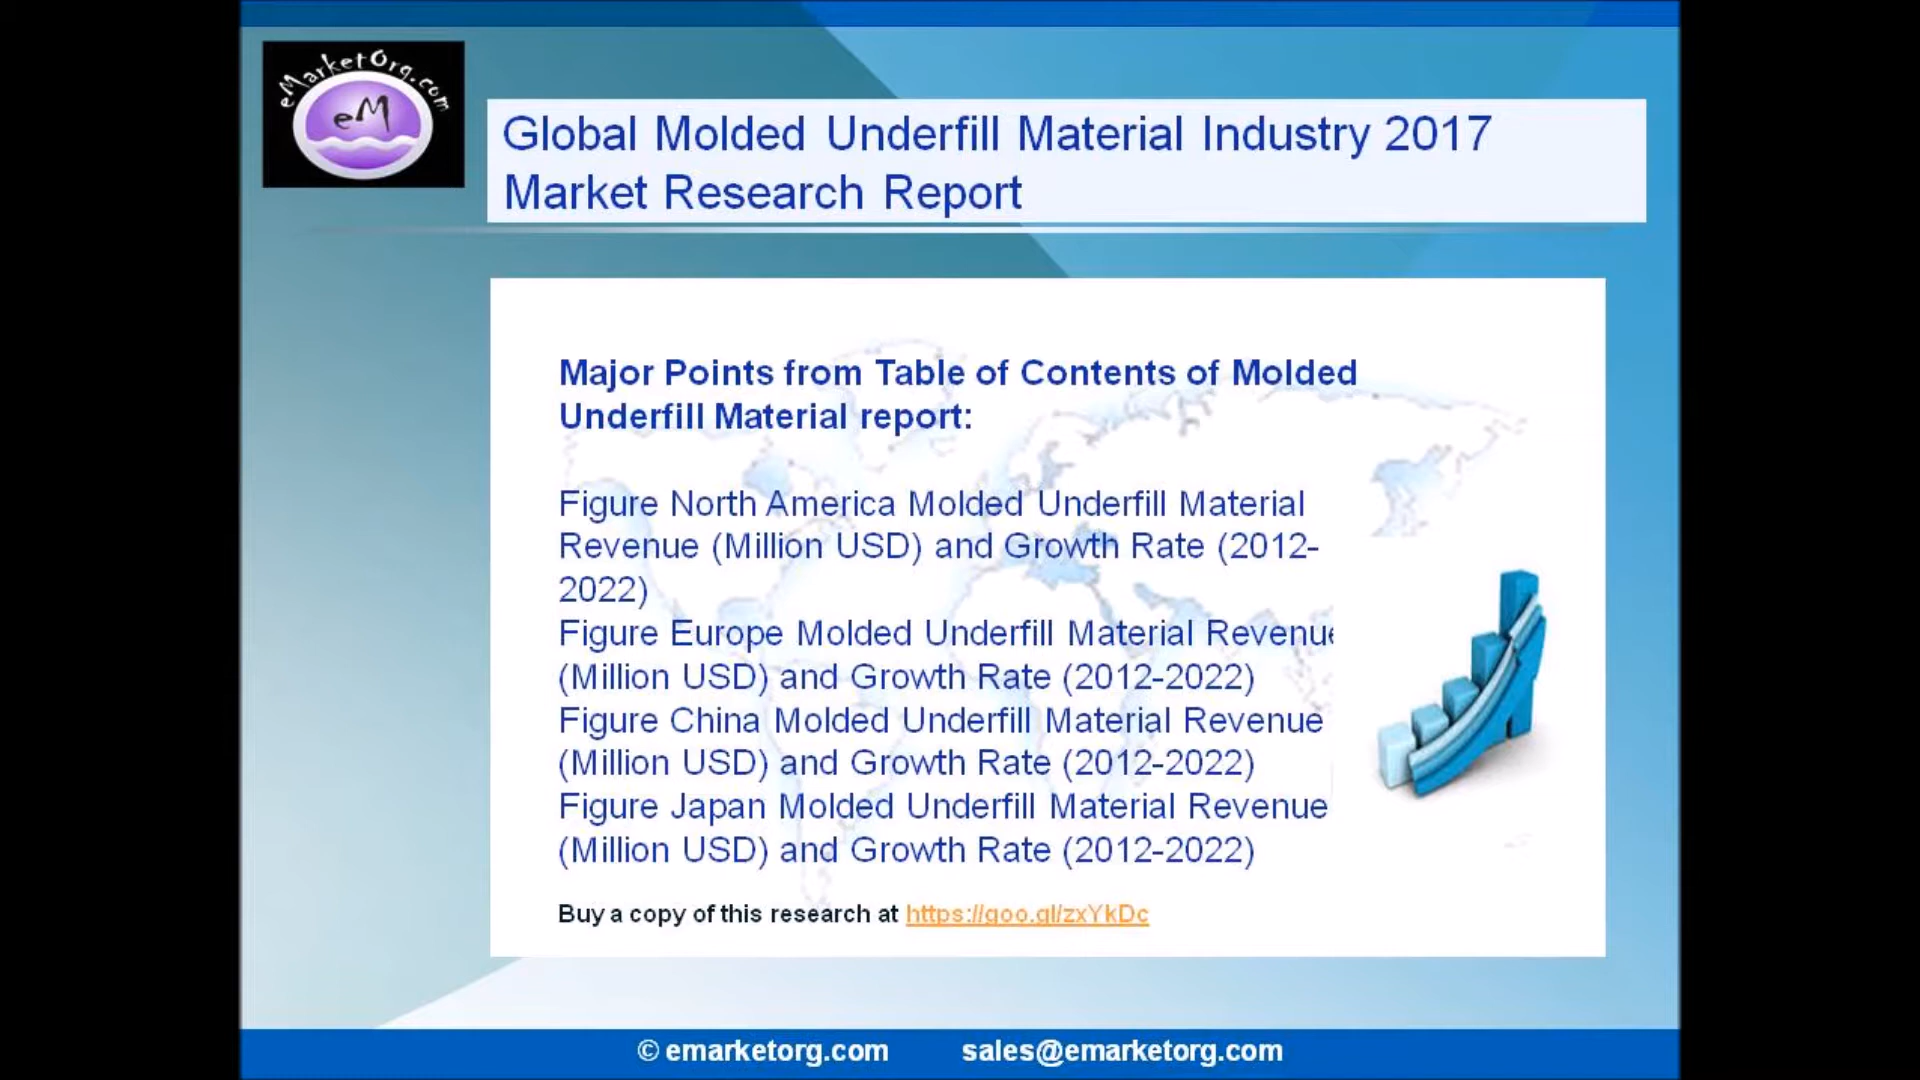 eMarketOrg.com
eM
Global Molded Underfill Material Industry 2017
Market Research Report
Major Points from Table of Contents of Molded
Underfill Material report:
Figure North America Molded Underfill Material
Revenue (Million USD) and Growth Rate (2012-
2022)
Figure Europe Molded Underfill Material Revenue
(Million USD) and Growth Rate (2012-2022)
Figure China Molded Underfill Material Revenue
(Million USD) and Growth Rate (2012-2022)
Figure Japan Molded Underfill Material Revenue
(Million USD) and Growth Rate (2012-2022)
Buy a copy of this research at https://goo.gl/zxYkDc
© emarketorg.com sales@emarketorg.com